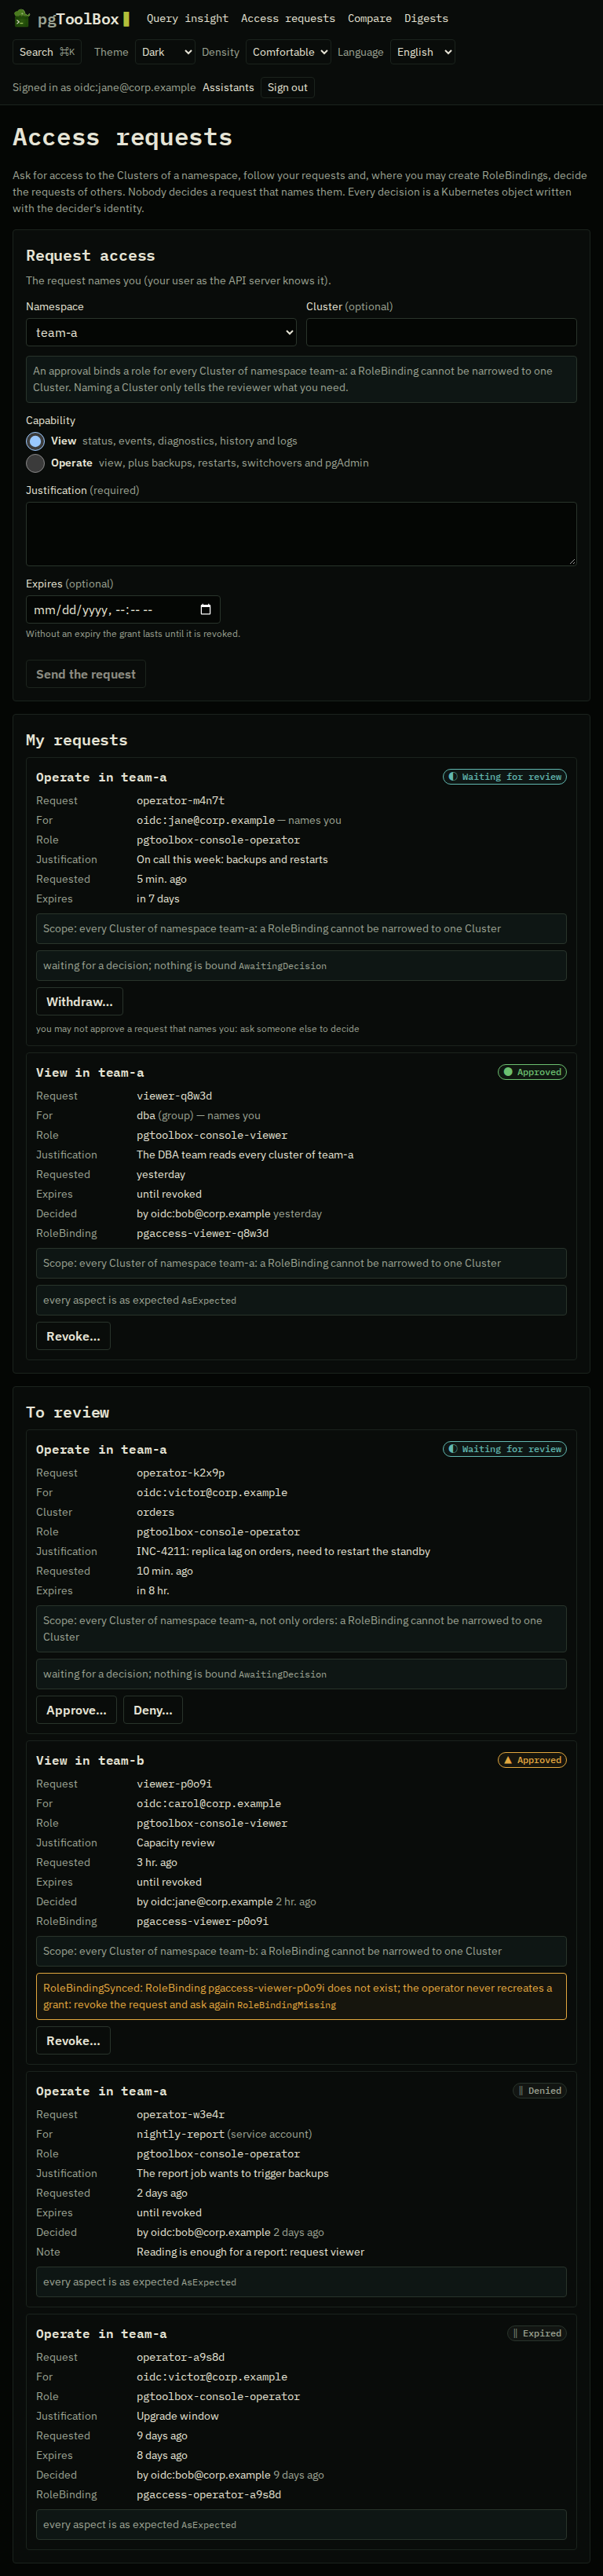 pgToolBox
Query insight Access requests Compare Digests
Search ⌘K Theme Dark Density Comfortable Language English
Signed in as oidc:jane@corp.example Assistants Sign out
Access requests
Ask for access to the Clusters of a namespace, follow your requests and, where you may create RoleBindings, decide
the requests of others. Nobody decides a request that names them. Every decision is a Kubernetes object written
with the decider's identity.
Request access
The request names you (your user as the API server knows it).
Namespace Cluster (optional)
team-a
An approval binds a role for every Cluster of namespace team-a: a RoleBinding cannot be narrowed to one
Cluster. Naming a Cluster only tells the reviewer what you need.
Capability
View status, events, diagnostics, history and logs
Operate view, plus backups, restarts, switchovers and pgAdmin
Justification (required)
Expires (optional)
mm/dd/yyyy, --:-- --
Without an expiry the grant lasts until it is revoked.
Send the request
My requests
Operate in team-a Waiting for review
Request operator-m4n7t
For oidc:jane@corp.example — names you
Role pgtoolbox-console-operator
Justification On call this week: backups and restarts
Requested 5 min. ago
Expires in 7 days
Scope: every Cluster of namespace team-a: a RoleBinding cannot be narrowed to one Cluster
waiting for a decision; nothing is bound AwaitingDecision
Withdraw...
you may not approve a request that names you: ask someone else to decide
View in team-a Approved
Request viewer-q8w3d
For dba (group) — names you
Role pgtoolbox-console-viewer
Justification The DBA team reads every cluster of team-a
Requested yesterday
Expires until revoked
Decided by oidc:bob@corp.example yesterday
RoleBinding pgaccess-viewer-q8w3d
Scope: every Cluster of namespace team-a: a RoleBinding cannot be narrowed to one Cluster
every aspect is as expected AsExpected
Revoke...
To review
Operate in team-a Waiting for review
Request operator-k2x9p
For oidc:victor@corp.example
Cluster orders
Role pgtoolbox-console-operator
Justification INC-4211: replica lag on orders, need to restart the standby
Requested 10 min. ago
Expires in 8 hr.
Scope: every Cluster of namespace team-a, not only orders: a RoleBinding cannot be narrowed to one
Cluster
waiting for a decision; nothing is bound AwaitingDecision
Approve... Deny...
View in team-b Approved
Request viewer-p0o9i
For oidc:carol@corp.example
Role pgtoolbox-console-viewer
Justification Capacity review
Requested 3 hr. ago
Expires until revoked
Decided by oidc:jane@corp.example 2 hr. ago
RoleBinding pgaccess-viewer-p0o9i
Scope: every Cluster of namespace team-b: a RoleBinding cannot be narrowed to one Cluster
RoleBindingSynced: RoleBinding pgaccess-viewer-p0o9i does not exist; the operator never recreates a
grant: revoke the request and ask again RoleBindingMissing
Revoke...
Operate in team-a Denied
Request operator-w3e4r
For nightly-report (service account)
Role pgtoolbox-console-operator
Justification The report job wants to trigger backups
Requested 2 days ago
Expires until revoked
Decided by oidc:bob@corp.example 2 days ago
Note Reading is enough for a report: request viewer
every aspect is as expected AsExpected
Operate in team-a Expired
Request operator-a9s8d
For oidc:victor@corp.example
Role pgtoolbox-console-operator
Justification Upgrade window
Requested 9 days ago
Expires 8 days ago
Decided by oidc:bob@corp.example 9 days ago
RoleBinding pgaccess-operator-a9s8d
every aspect is as expected AsExpected